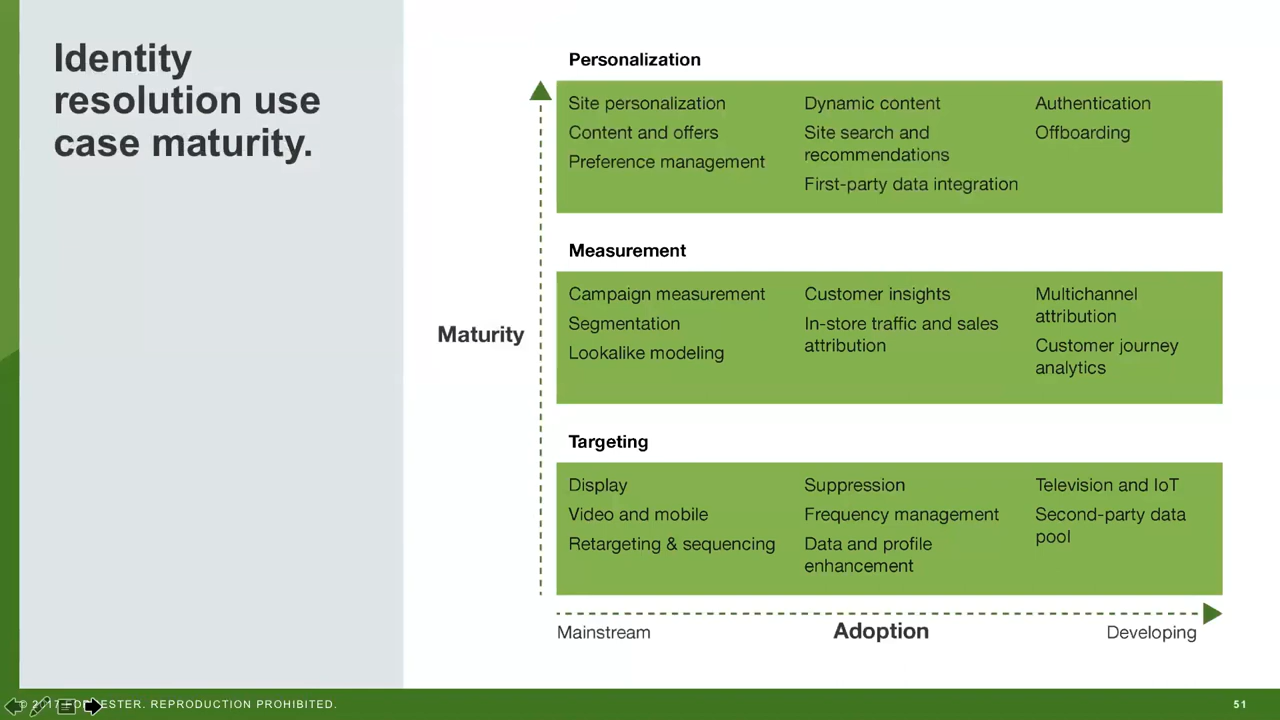 Identity
resolution use
case maturity.
Personalization
Site personalization
Content and offers
Preference management
Dynamic content
Site search and
recommendations
First-party data integration
Authentication
Offboarding
Measurement
Campaign measurement
Segmentation
Lookalike modeling
Customer insights
In-store traffic and sales
attribution
Multichannel
attribution
Customer journey
analytics
Maturity
Targeting
Display
Video and mobile
Retargeting & sequencing
Suppression
Frequency management
Data and profile
enhancement
Television and IoT
Second-party data
pool
Mainstream
Adoption
Developing
© 2017 FORRESTER. REPRODUCTION PROHIBITED.
51